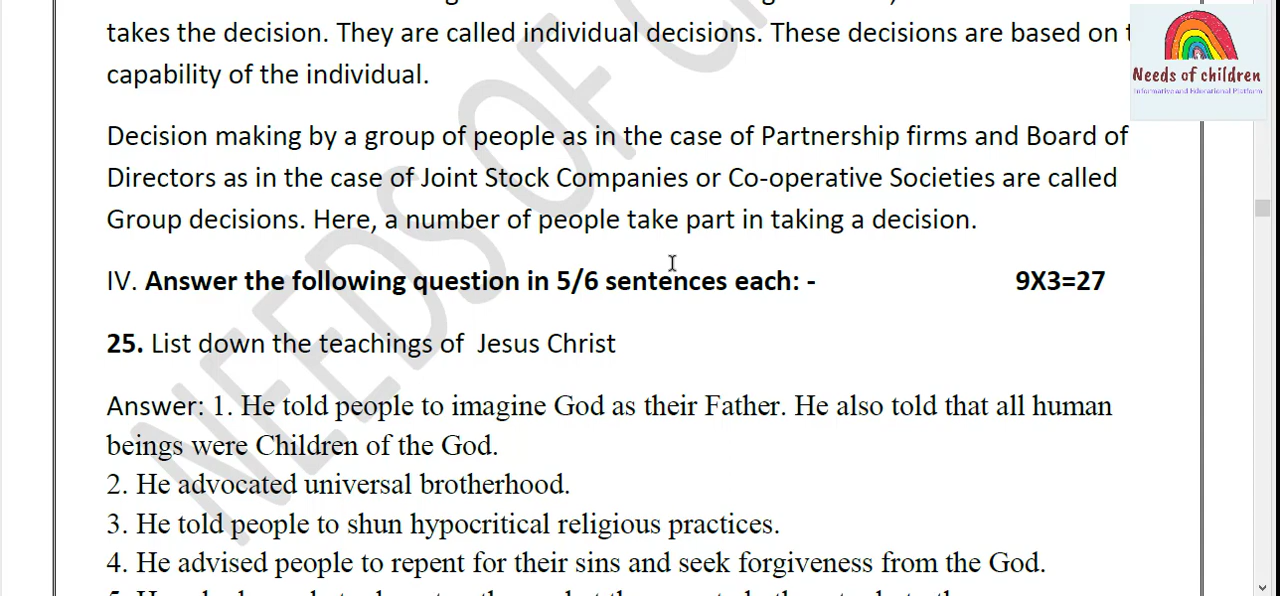 takes the decision. They are called individual decisions. These decisions are based on
capability of the individual.
Needs of children
Informative and Educational Platform
Decision making by a group of people as in the case of Partnership firms and Board of
Directors as in the case of Joint Stock Companies or Co-operative Societies are called
Group decisions. Here, a number of people take part in taking a decision.
IV. Answer the following question in 5/6 sentences each: - 9X3=27
25. List down the teachings of Jesus Christ
Answer: 1. He told people to imagine God as their Father. He also told that all human
beings were Children of the God.
2. He advocated universal brotherhood.
3. He told people to shun hypocritical religious practices.
4. He advised people to repent for their sins and seek forgiveness from the God.
NEEDS OF